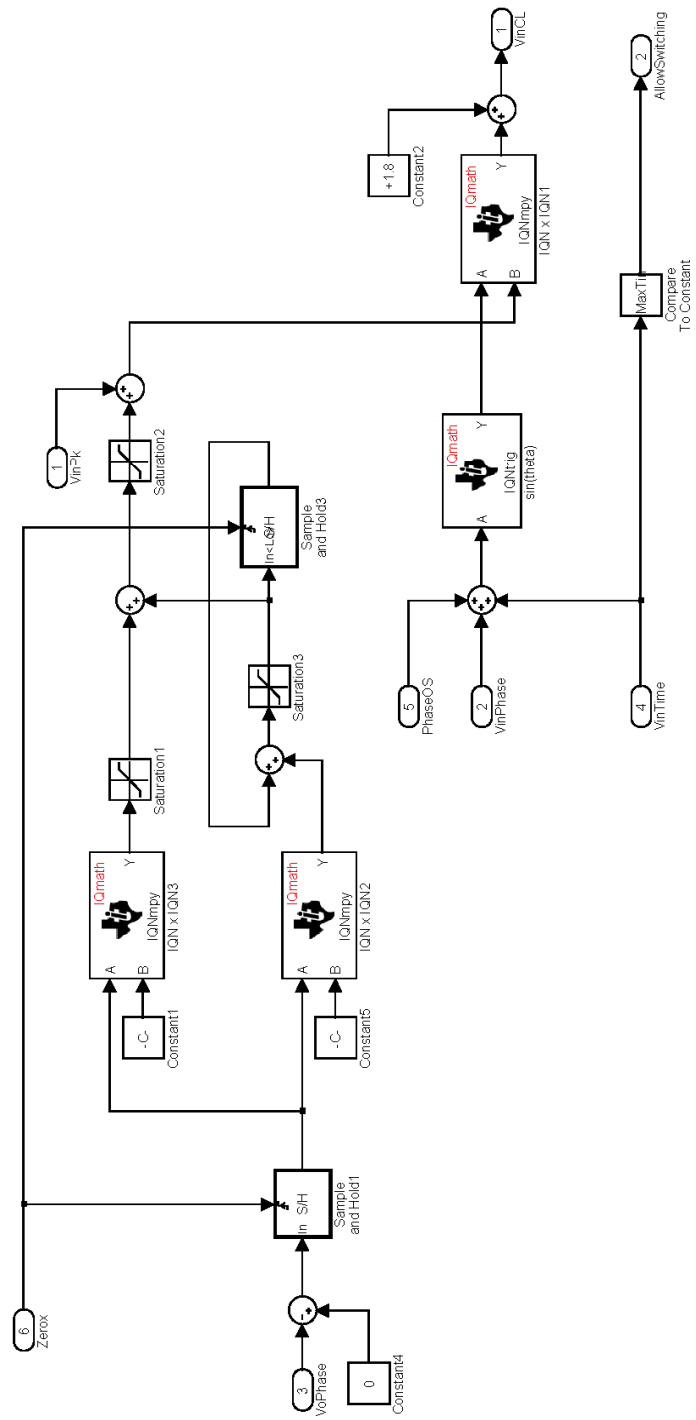 6
Zerox
3
VoPhase
0
Constant4
In
S/H
Sample
and Hold1
-C-
Constant1
A
B
IQmath
Y
IQNmpy
IQN x IQN3
-C-
Constant5
A
B
IQmath
Y
IQNmpy
IQN x IQN2
Saturation1
Saturation3
S/H
Sample
and Hold3
1
VinPk
Saturation2
5
PhaseOS
2
VinPhase
4
VinTime
A
IQmath
Y
IQNtrig
sin(theta)
A
B
IQmath
Y
IQNmpy
IQN x IQN1
+1.8
Constant2
1
VinCL
Compare
To Constant
2
AllowSwitching